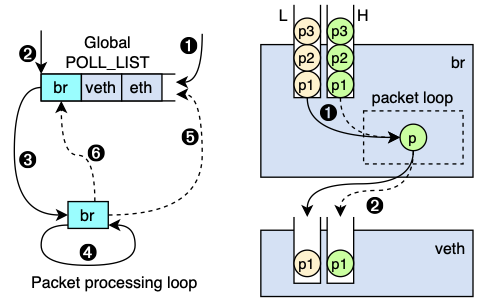 Global
POLL_LIST
❷
❶
br
veth
eth
❸
❻
❺
br
❹
Packet processing loop
L
H
p3
p3
p2
p2
p1
p1
br
❶
packet loop
p
❷
p1
p1
veth